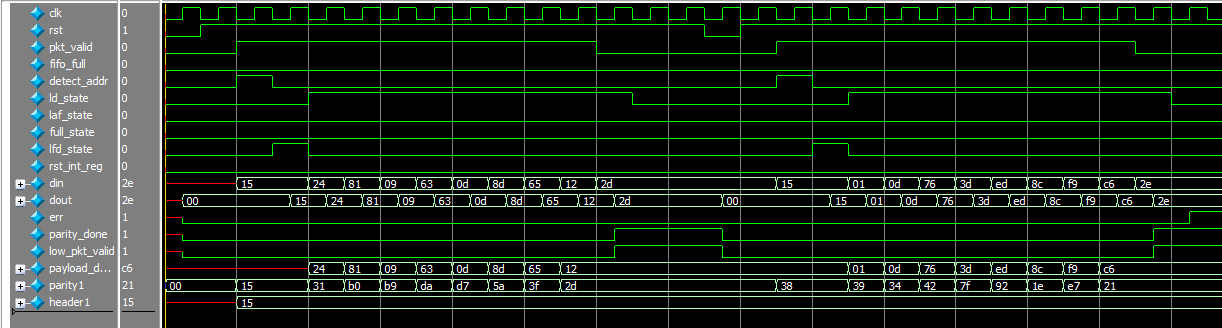 clk 0
rst 1
pkt_valid 0
fifo_full 0
detect_addr 0
ld_state 0
laf_state 0
full_state 0
lfd_state 0
rst_int_reg 0
din 2e 15 24 81 09 63 0d 8d 65 12 2d 15 01 0d 76 3d ed 8c f9 c6 2e
dout 2e 00 15 24 81 09 63 0d 8d 65 12 2d 00 15 01 0d 76 3d ed 8c f9 c6 2e
err 1
parity_done 1
low_pkt_valid 1
payload_d... c6 24 81 09 63 0d 8d 65 12 01 0d 76 3d ed 8c f9 c6
parity1 21 00 15 31 b0 b9 da d7 5a 3f 2d 38 39 34 42 7f 92 1e e7 21
header1 15 15